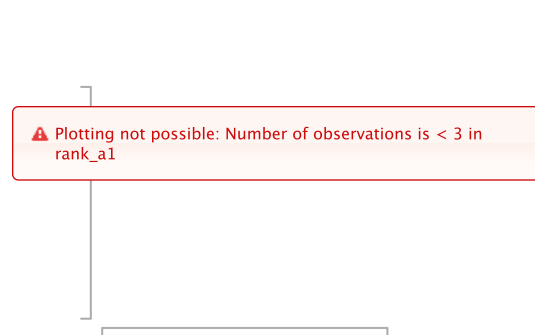 Plotting not possible: Number of observations is < 3 in
rank_a1